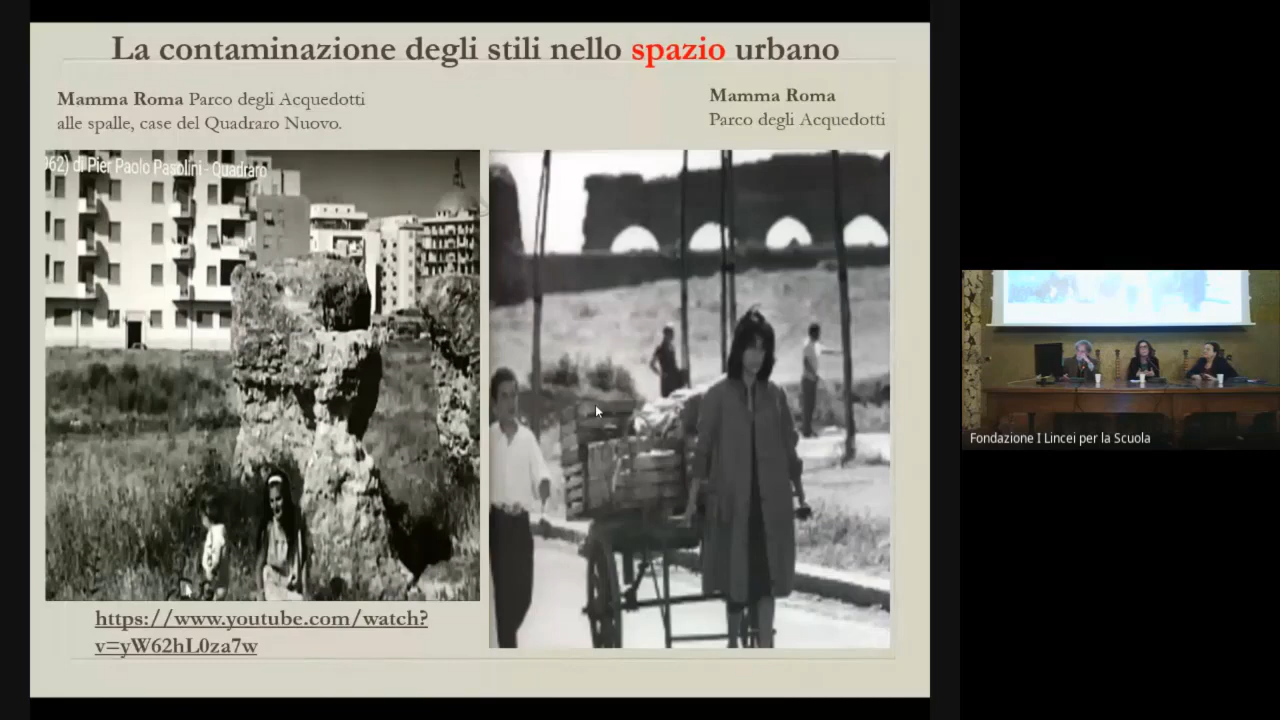 La contaminazione degli stili nello spazio urbano
Mamma Roma Parco degli Acquedotti
alle spalle, case del Quadraro Nuovo.
Mamma Roma
Parco degli Acquedotti
962) di Pier Paolo Pasolini - Quadraro
https://www.youtube.com/watch?
v=yW62hL0za7w
Fondazione I Lincei per la Scuola